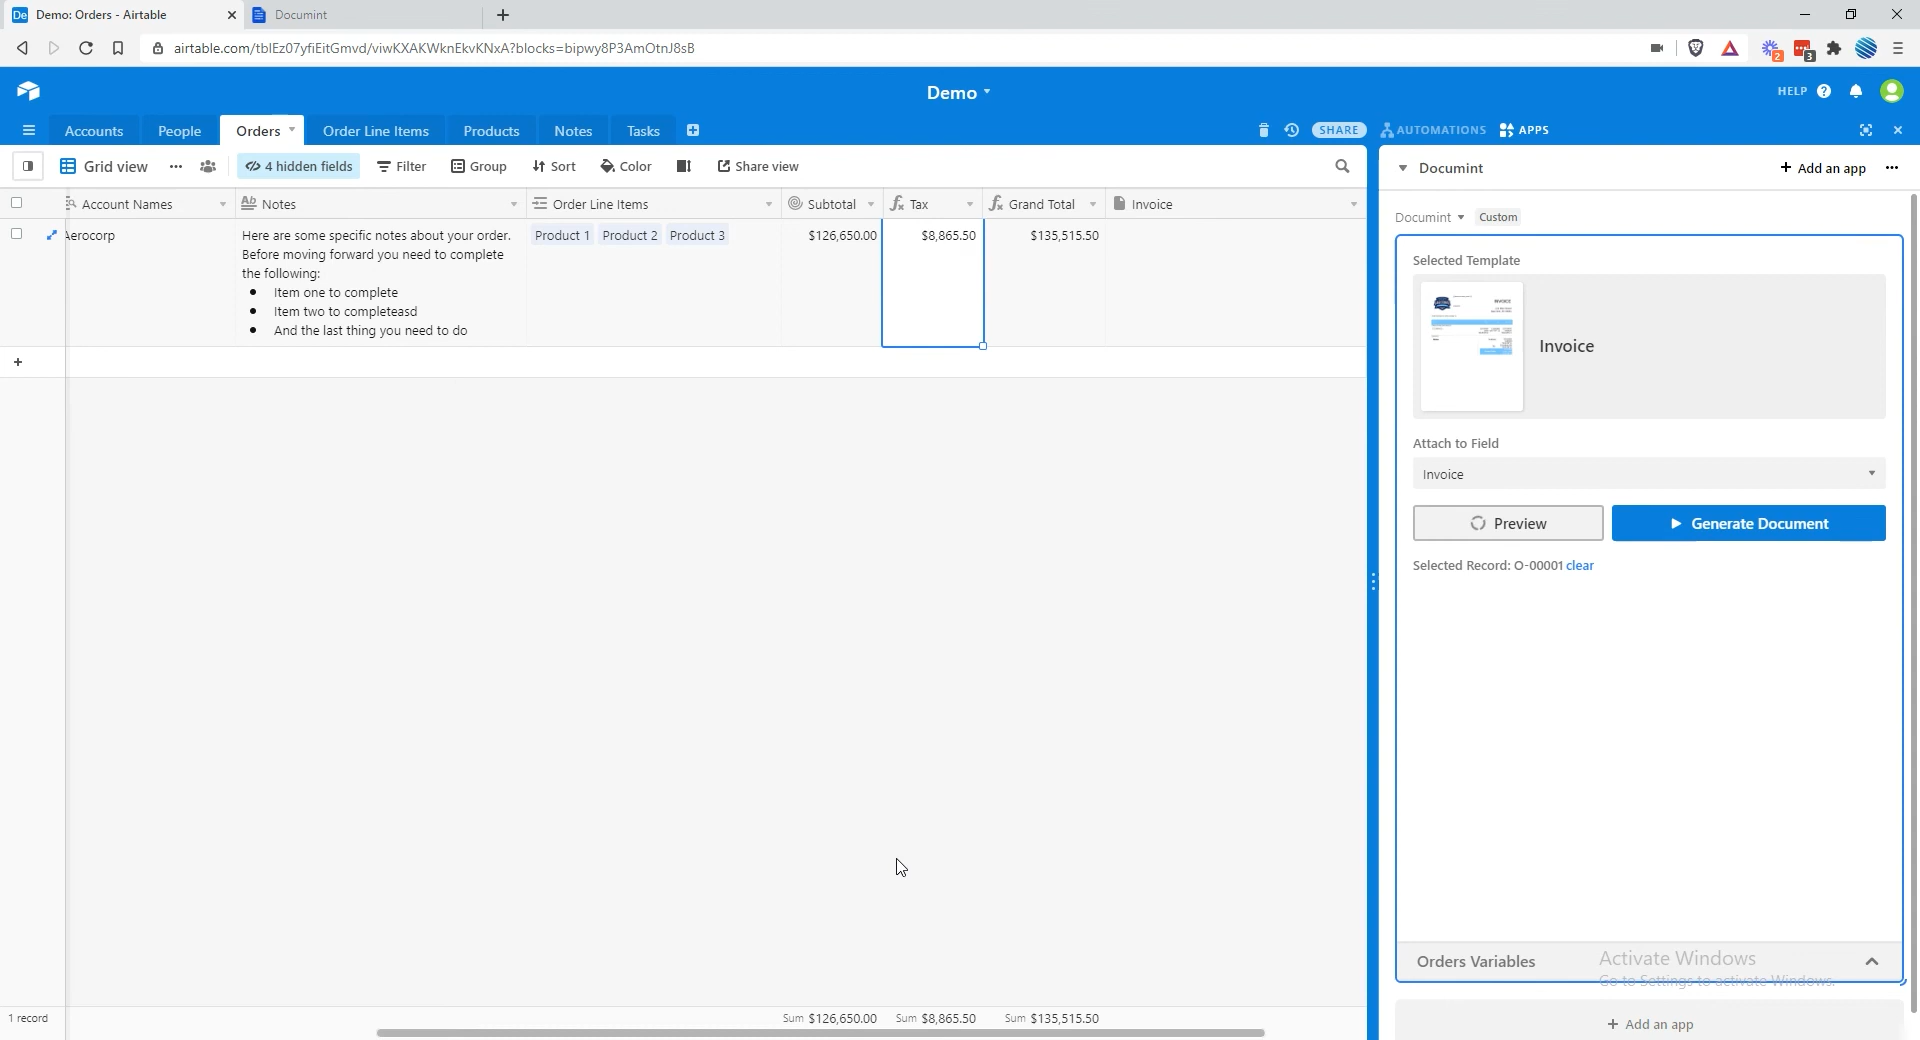 De Demo: Orders - Airtable
Documint
airtable.com/tblEz07yfiEitGmvd/viwKXAKWknEkvKNxA?blocks=bipwy8P3AmOtnJ8sB
2
3
Demo
HELP
Accounts
People
Orders
Order Line Items
Products
Notes
Tasks
SHARE
AUTOMATIONS
APPS
Grid view
4 hidden fields
Filter
Group
Sort
Color
Share view
Documint
Add an app
Account Names
Notes
Order Line Items
Subtotal
Tax
Grand Total
Invoice
Aerocorp
Here are some specific notes about your order.
Before moving forward you need to complete
the following:
• Item one to complete
• Item two to completeasd
• And the last thing you need to do
Product 1 Product 2 Product 3
$126,650.00
$8,865.50
$135,515.50
1 record
Sum $126,650.00
Sum $8,865.50
Sum $135,515.50
Documint
Custom
Selected Template
INVOICE
Invoice
Attach to Field
Invoice
Preview
Generate Document
Selected Record: O-00001 clear
Orders Variables
Activate Windows
Go to Settings to activate Windows.
Add an app